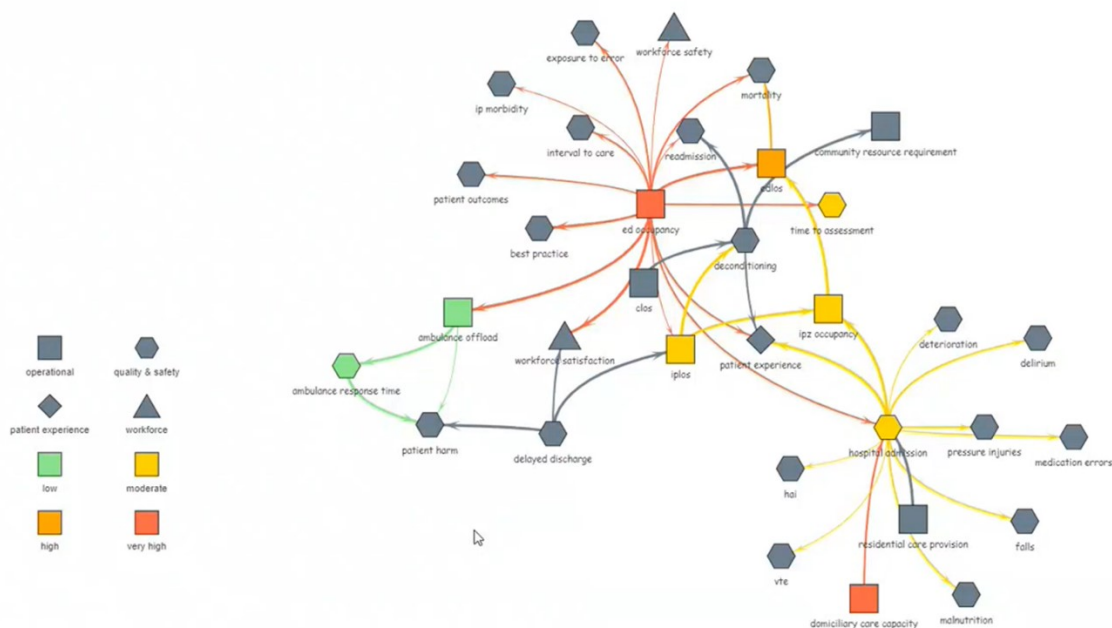 exposure to error
workforce safety
mortality
ip morbidity
interval to care
readmission
community resource requirement
edlos
patient outcomes
ed occupancy
time to assessment
best practice
deconditioning
clos
ambulance offload
workforce satisfaction
iplos
patient experience
ipz occupancy
deterioration
delirium
ambulance response time
patient harm
delayed discharge
hospital admission
pressure injuries
medication errors
hai
residential care provision
falls
vte
domiciliary care capacity
malnutrition
operational
quality & safety
patient experience
workforce
low
moderate
high
very high